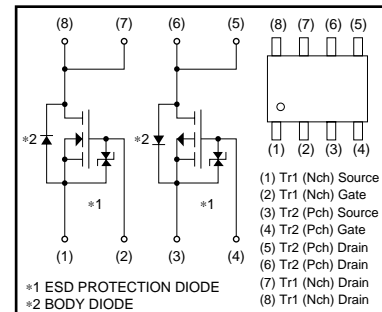 (8) (7) (6) (5)
(8) (7) (6) (5)
∗2 ∗2
∗1 ∗1
(1) (2) (3) (4)
(1) (2) (3) (4)
(1) Tr1 (Nch) Source
(2) Tr1 (Nch) Gate
(3) Tr2 (Pch) Source
(4) Tr2 (Pch) Gate
(5) Tr2 (Pch) Drain
(6) Tr2 (Pch) Drain
(7) Tr1 (Nch) Drain
(8) Tr1 (Nch) Drain
∗1 ESD PROTECTION DIODE
∗2 BODY DIODE